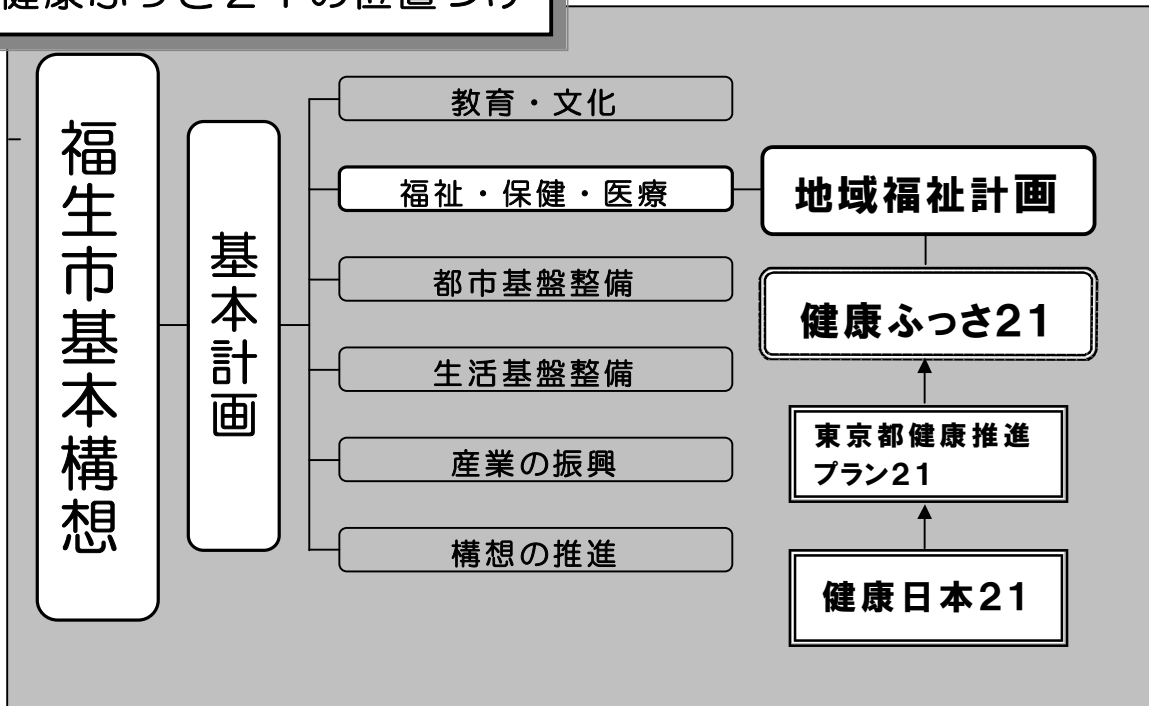 健康ふっさ21の位置づけ
福生市基本構想
基本計画
教育・文化
福祉・保健・医療
都市基盤整備
生活基盤整備
産業の振興
構想の推進
地域福祉計画
健康ふっさ21
東京都健康推進
プラン21
健康日本21